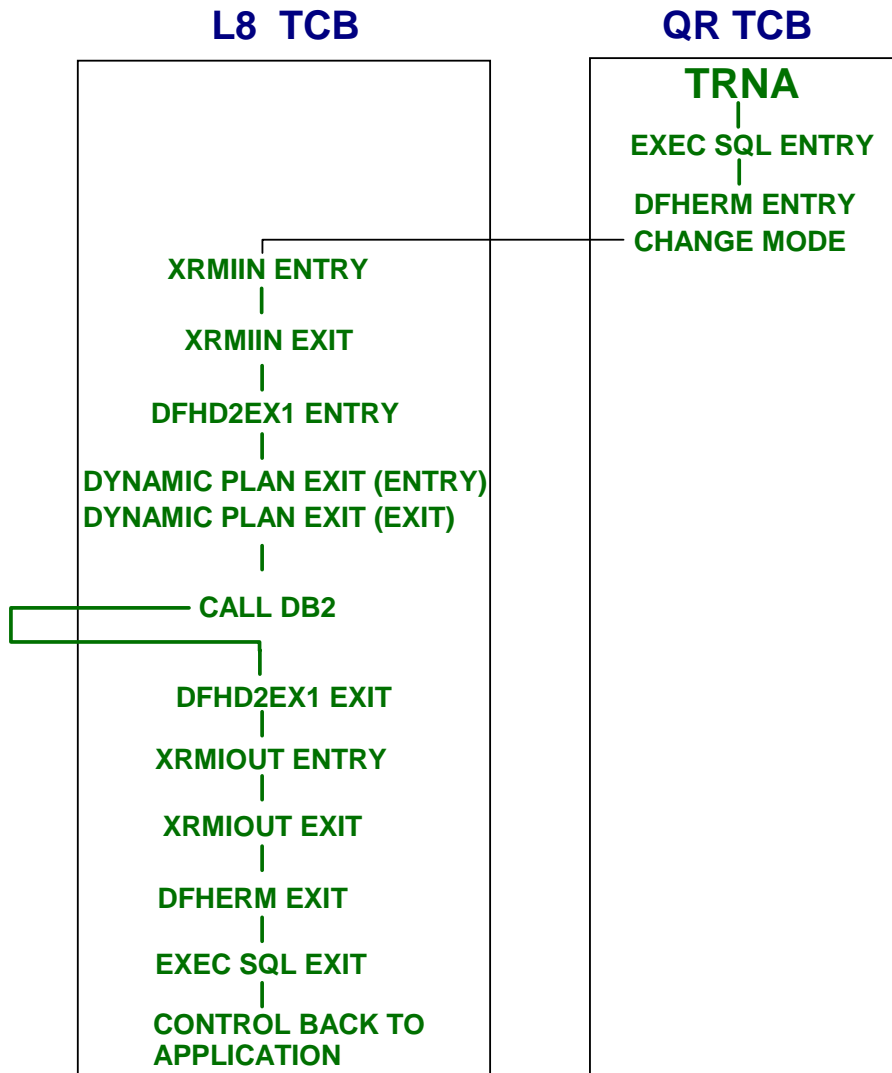 L8 TCB
QR TCB
TRNA
EXEC SQL ENTRY
DFHERM ENTRY
CHANGE MODE
XRMIIN ENTRY
XRMIIN EXIT
DFHD2EX1 ENTRY
DYNAMIC PLAN EXIT (ENTRY)
DYNAMIC PLAN EXIT (EXIT)
CALL DB2
DFHD2EX1 EXIT
XRMIOUT ENTRY
XRMIOUT EXIT
DFHERM EXIT
EXEC SQL EXIT
CONTROL BACK TO
APPLICATION